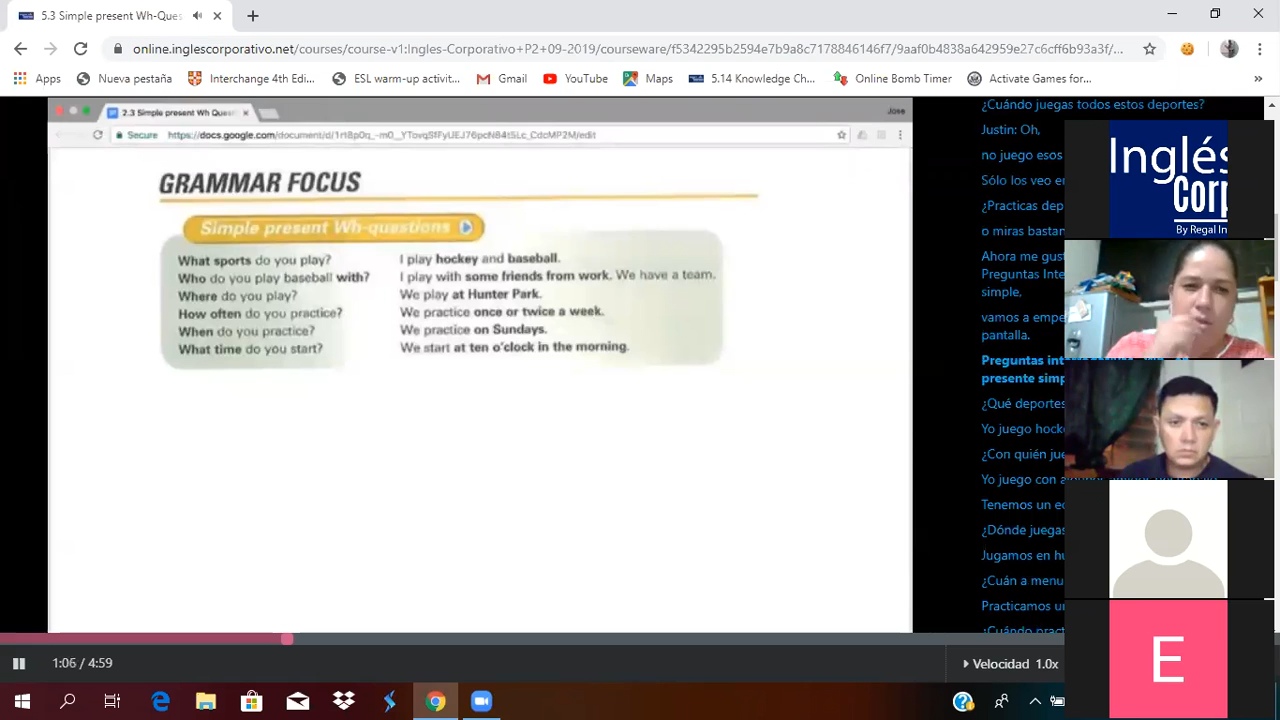 5.3 Simple present Wh-Ques
online.inglescorporativo.net/courses/course-v1:Ingles-Corporativo+P2+09-2019/courseware/f5342295b2594e7b9a8c7178846146f7/9aaf0b4838a642959e27c6cff6b93a3f/...
Apps
Nueva pestaña
Interchange 4th Edi...
ESL warm-up activit...
Gmail
YouTube
Maps
5.14 Knowledge Ch...
Online Bomb Timer
Activate Games for...
»
2.3 Simple present Wh Ques
Jose
Secure
GRAMMAR FOCUS
Simple present Wh-questions
What sports do you play? I play hockey and baseball.
Who do you play baseball with? I play with some friends from work. We have a team.
Where do you play? We play at Hunter Park.
How often do you practice? We practice once or twice a week.
When do you practice? We practice on Sundays.
What time do you start? We start at ten o'clock in the morning.
¿Cuándo juegas todos estos deportes?
Justin: Oh,
no juego esos
Sólo los veo en
¿Practicas dep
o miras bastan
Ahora me gust
Preguntas Inte
simple,
vamos a empe
pantalla.
Preguntas
presente simp
¿Qué deportes
Yo juego hock
¿Con quién jue
Yo juego con
Tenemos un e
¿Dónde juegas
Jugamos en hu
¿Cuán a menu
Practicamos u
¿Cuándo pract
Inglés
Corp
By Regal In
E
1:06 / 4:59
Velocidad 1.0x